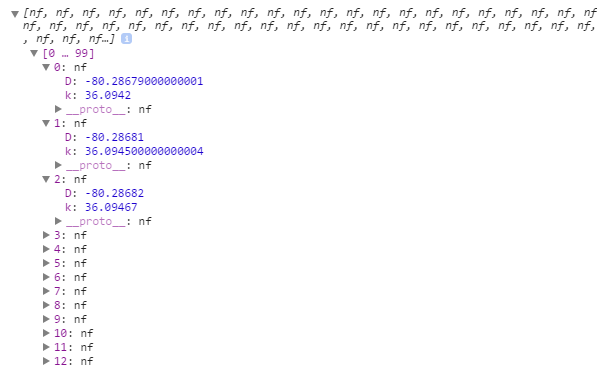 [nf, nf, nf, nf, nf, nf, nf, nf, nf, nf, nf, nf, nf, nf, nf, nf, nf, nf, nf, nf, nf, nf
nf, nf, nf, nf, nf, nf, nf, nf, nf, nf, nf, nf, nf, nf, nf, nf, nf, nf, nf, nf, nf, nf,
, nf, nf, nf…] i
[0 … 99]
0: nf
D: -80.28679000000001
k: 36.0942
__proto__: nf
1: nf
D: -80.28681
k: 36.094500000000004
__proto__: nf
2: nf
D: -80.28682
k: 36.09467
__proto__: nf
3: nf
4: nf
5: nf
6: nf
7: nf
8: nf
9: nf
10: nf
11: nf
12: nf